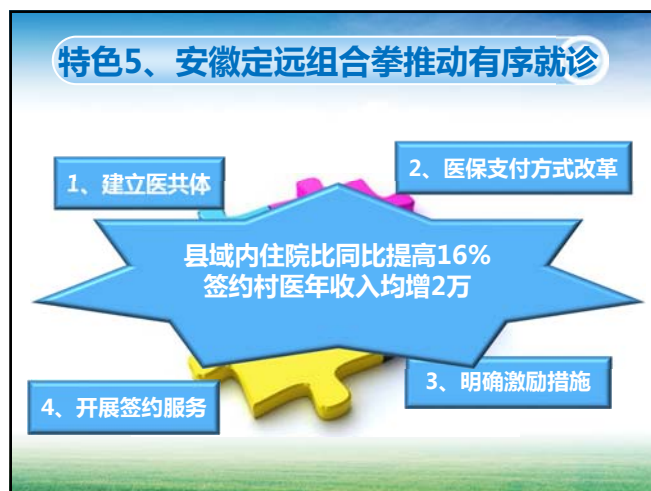 特色5、安徽定远组合拳推动有序就诊
1、建立医共体
2、医保支付方式改革
县域内住院比同比提高16%
签约村医年收入均增2万
3、明确激励措施
4、开展签约服务